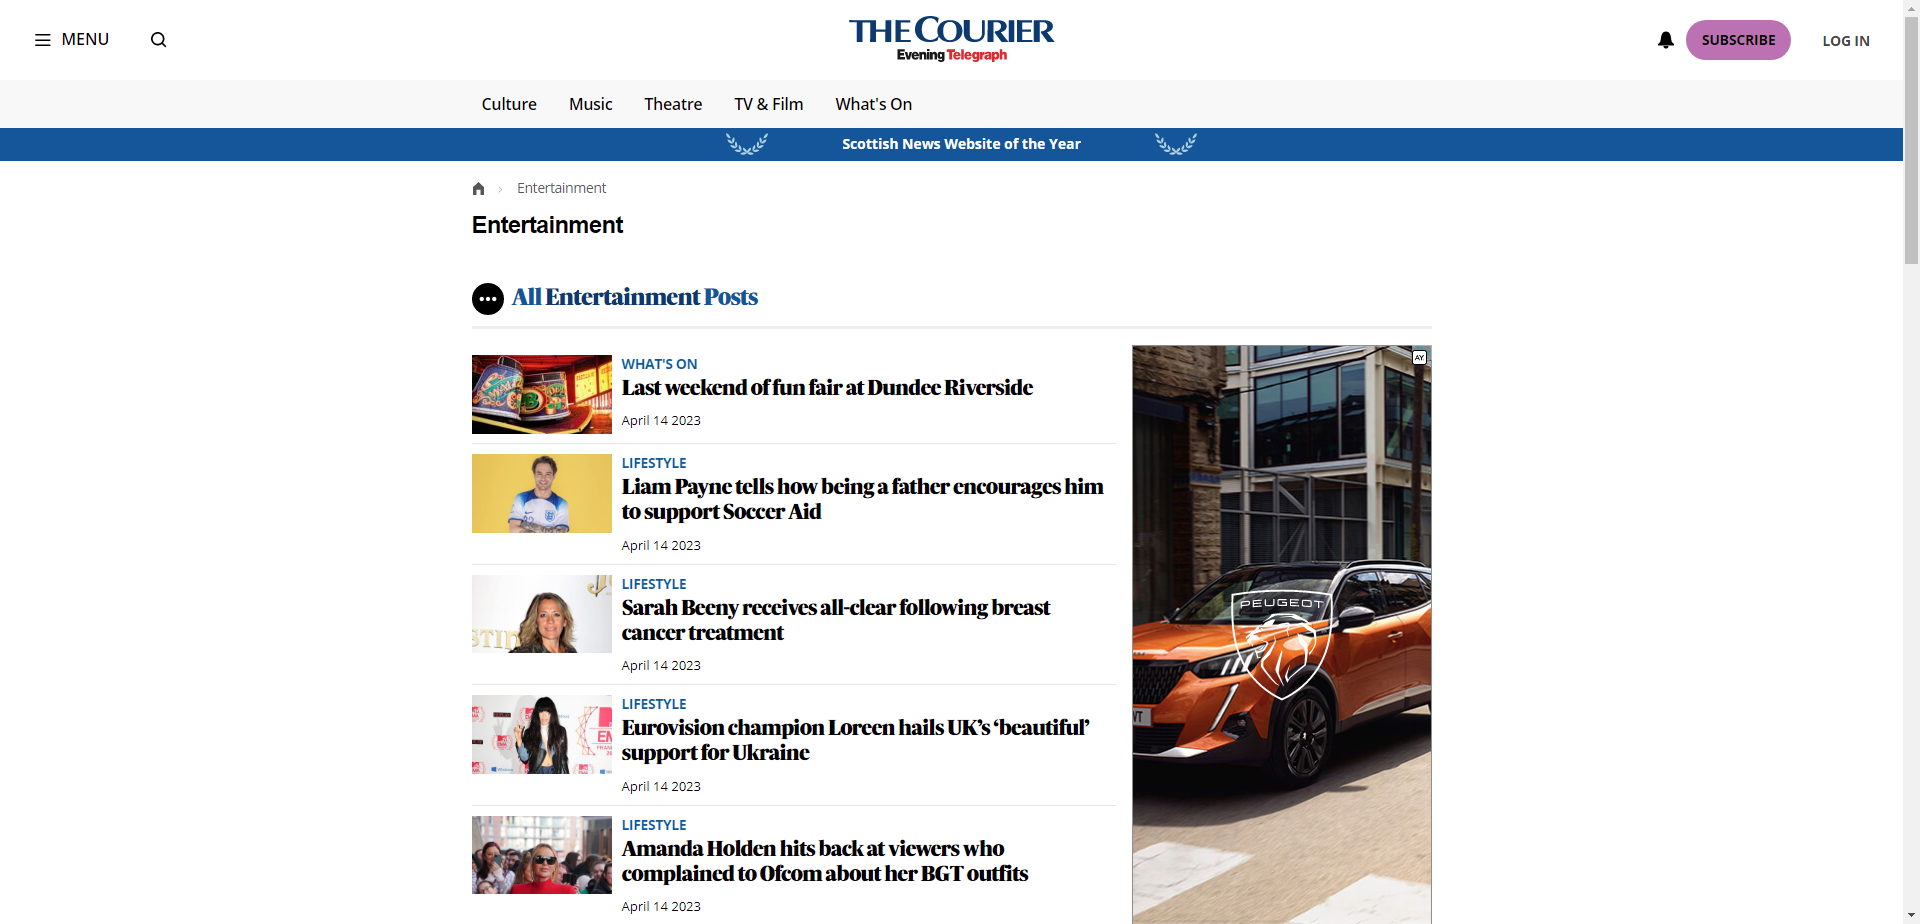 MENU
THE COURIER
Evening Telegraph
SUBSCRIBE
LOG IN
Culture
Music
Theatre
TV & Film
What's On
Scottish News Website of the Year
Entertainment
Entertainment
All Entertainment Posts
WHAT'S ON
Last weekend of fun fair at Dundee Riverside
April 14 2023
LIFESTYLE
Liam Payne tells how being a father encourages him
to support Soccer Aid
April 14 2023
LIFESTYLE
Sarah Beeny receives all-clear following breast
cancer treatment
April 14 2023
LIFESTYLE
Eurovision champion Loreen hails UK’s ‘beautiful’
support for Ukraine
April 14 2023
LIFESTYLE
Amanda Holden hits back at viewers who
complained to Ofcom about her BGT outfits
April 14 2023
AY
PEUGEOT